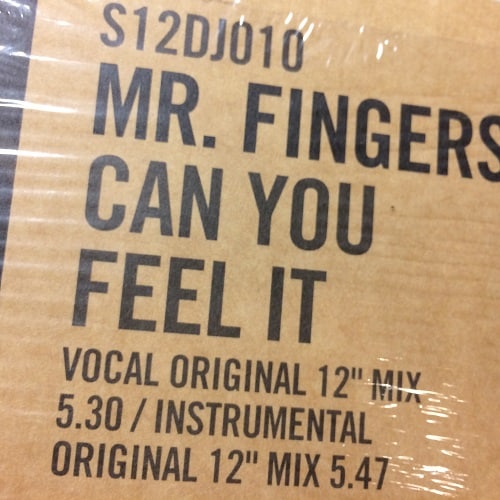 S12DJ010
MR. FINGERS
CAN YOU
FEEL IT
VOCAL ORIGINAL 12" MIX
5.30 / INSTRUMENTAL
ORIGINAL 12" MIX 5.47